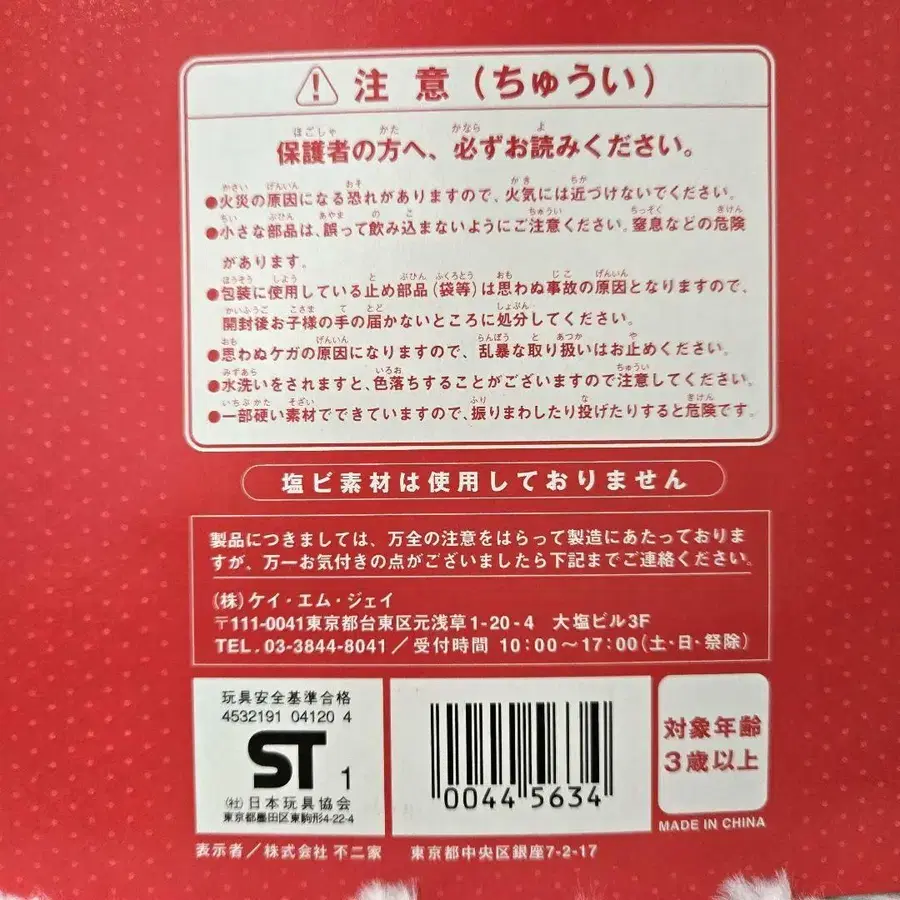 注意(ちゅうい)
保護者の方へ、必ずお読みください。
●火災の原因になる恐れがありますので、火気には近づけないでください。
●小さな部品は、誤って飲み込まないようにご注意ください。窒息などの危険
があります。
●包装に使用している止め部品(袋等)は思わぬ事故の原因となりますので、
開封後お子様の手の届かないところに処分してください。
●思わぬケガの原因になりますので、乱暴な取り扱いはお止めください。
●水洗いをされますと、色落ちすることがございますので注意してください。
●一部硬い素材でできていますので、振りまわしたり投げたりすると危険です。
塩ビ素材は使用しておりません
製品につきましては、万全の注意をはらって製造にあたっておりま
すが、万一お気付きの点がございましたら下記までご連絡ください。
(株)ケイ・エム・ジェイ
〒111-0041東京都台東区元浅草1-20-4 大塩ビル3F
TEL.03-3844-8041/受付時間 10:00~17:00(土・日・祭除)
玩具安全基準合格
4532191 04120 4
ST 1
(社)日本玩具協会
東京都墨田区東駒形4-22-4
0044 5634
対象年齢
3歳以上
MADE IN CHINA
表示者/株式会社 不二家 東京都中央区銀座7-2-17